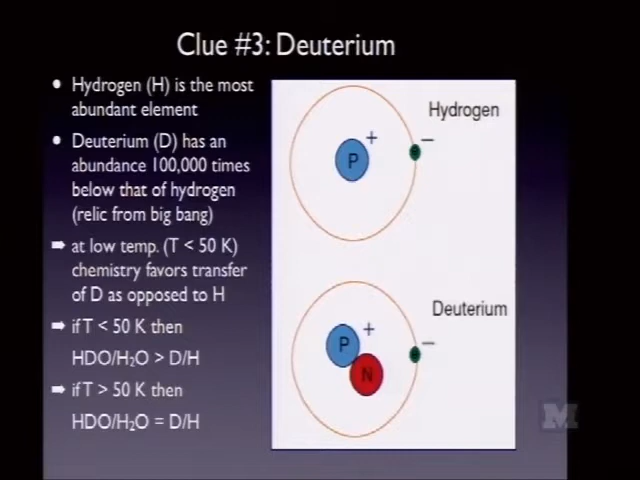 Clue #3: Deuterium
• Hydrogen (H) is the most
abundant element
• Deuterium (D) has an
abundance 100,000 times
below that of hydrogen
(relic from big bang)
➡ at low temp. (T < 50 K)
chemistry favors transfer
of D as opposed to H
➡ if T < 50 K then
HDO/H₂O > D/H
➡ if T > 50 K then
HDO/H₂O = D/H
Hydrogen
P
+
−
Deuterium
P
+
−
N
M